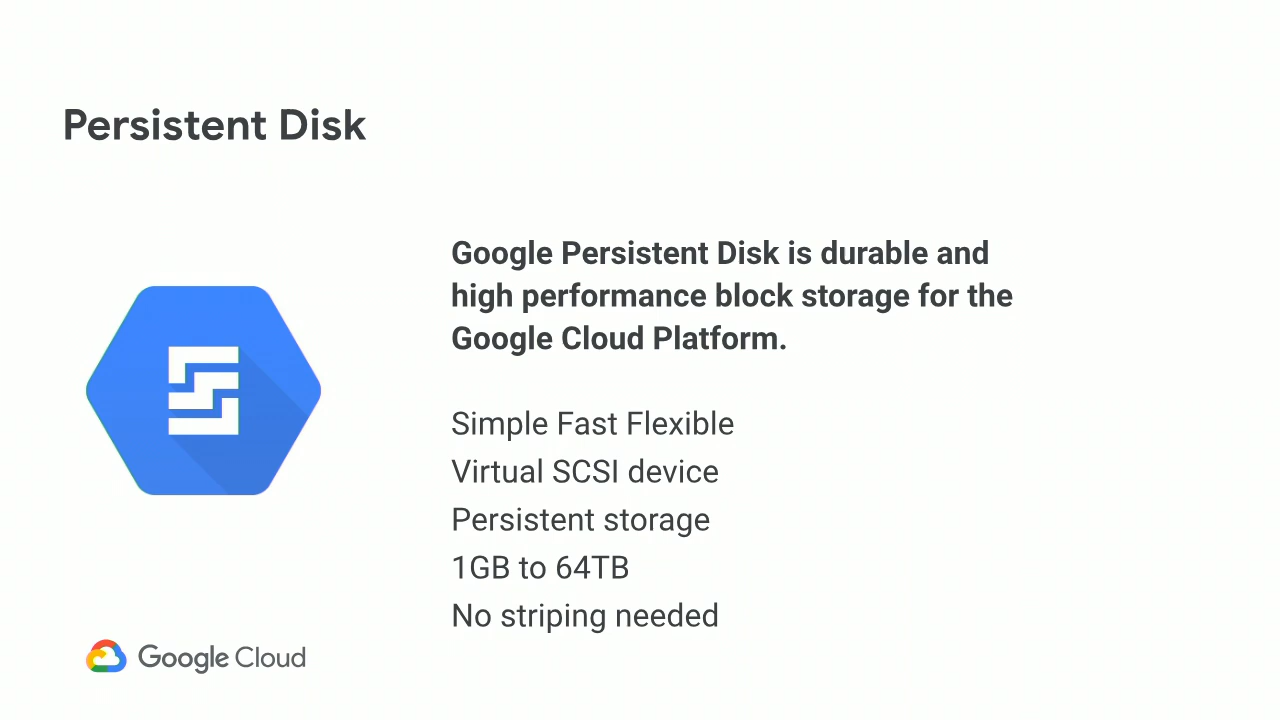 Persistent Disk
Google Persistent Disk is durable and
high performance block storage for the
Google Cloud Platform.
Simple Fast Flexible
Virtual SCSI device
Persistent storage
1GB to 64TB
No striping needed
Google Cloud